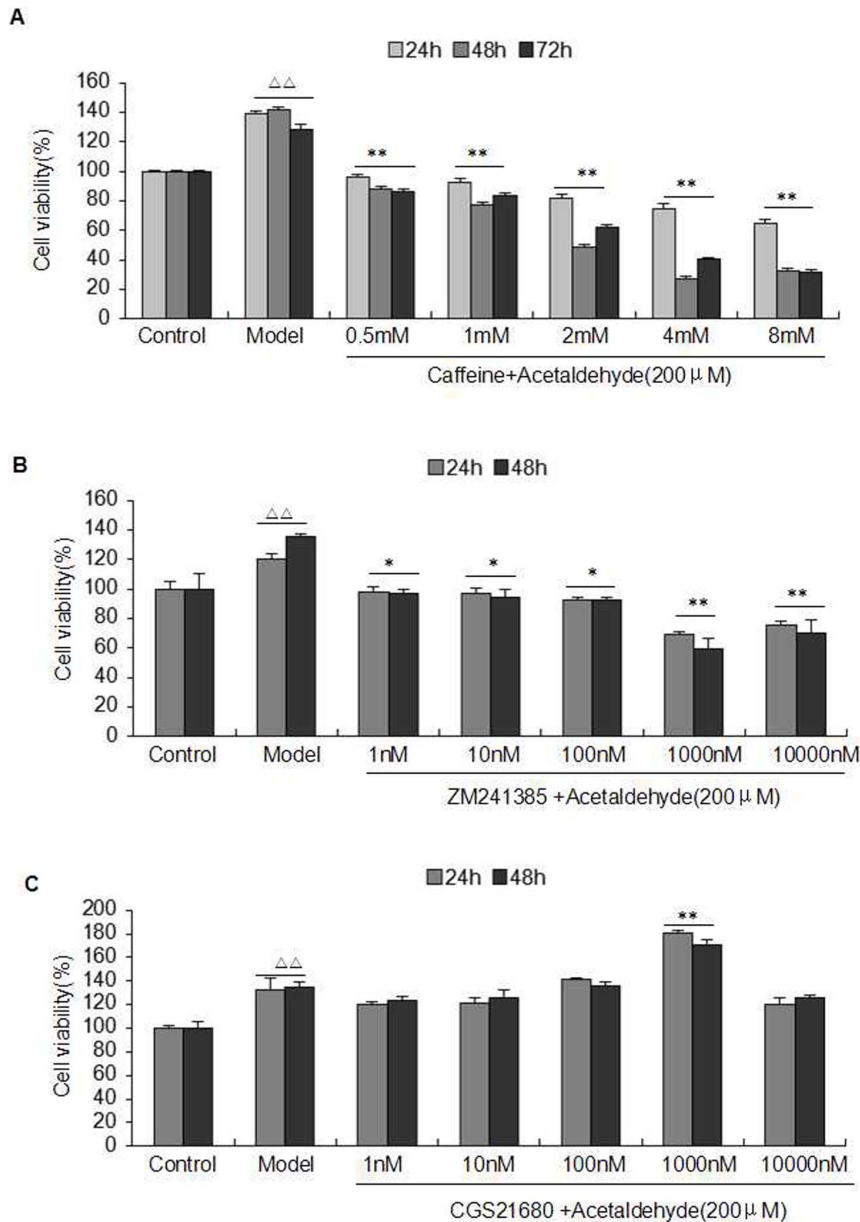 A
24h 48h 72h
Cell viability(%)
160
140
120
100
80
60
40
20
0
△△
**
**
**
**
**
Control Model 0.5mM 1mM 2mM 4mM 8mM
Caffeine+Acetaldehyde(200μM)
B
24h 48h
Cell viability(%)
160
140
120
100
80
60
40
20
0
△△
*
*
*
**
**
Control Model 1nM 10nM 100nM 1000nM 10000nM
ZM241385 +Acetaldehyde(200μM)
C
24h 48h
Cell viability(%)
200
180
160
140
120
100
80
60
40
20
0
△△
**
Control Model 1nM 10nM 100nM 1000nM 10000nM
CGS21680 +Acetaldehyde(200μM)